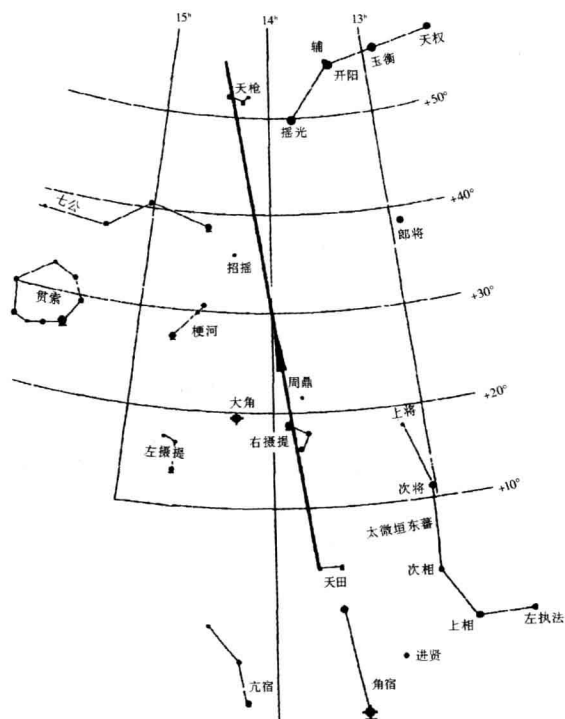 15ʰ 14ʰ 13ʰ
天权
辅
玉衡
开阳
天枪
+50°
摇光
七公
+40°
郎将
招摇
贯索
+30°
梗河
周鼎
大角
+20°
上将
左摄提
右摄提
次将
+10°
太微垣东蕃
天田
次相
上相
左执法
进贤
亢宿
角宿